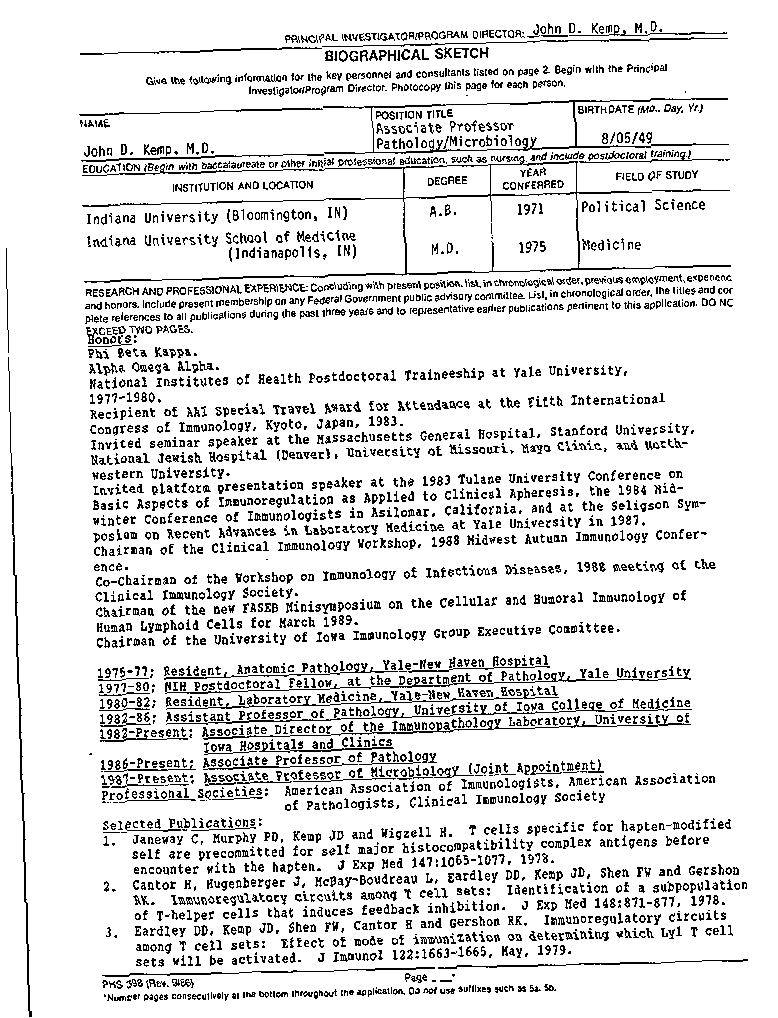 PRINCIPAL INVESTIGATOR/PROGRAM DIRECTOR: John D. Kemp, M.D.
BIOGRAPHICAL SKETCH
Give the following information for the key personnel and consultants listed on page 2. Begin with the Principal
Investigator/Program Director. Photocopy this page for each person.
NAME
John D. Kemp, M.D.
POSITION TITLE
Associate Professor
Pathology/Microbiology
BIRTHDATE (Mo., Day, Yr.)
8/05/49
EDUCATION (Begin with baccalaureate or other initial professional education, such as nursing, and include postdoctoral training.)
INSTITUTION AND LOCATION DEGREE YEAR CONFERRED FIELD OF STUDY
Indiana University (Bloomington, IN) A.B. 1971 Political Science
Indiana University School of Medicine
(Indianapolis, IN) M.D. 1975 Medicine
RESEARCH AND PROFESSIONAL EXPERIENCE: Concluding with present position, list, in chronological order, previous employment, experienc
and honors. Include present membership on any Federal Government public advisory committee. List, in chronological order, the titles and cor
plete references to all publications during the past three years and to representative earlier publications pertinent to this application. DO NC
EXCEED TWO PAGES.
Honors:
Phi Beta Kappa.
Alpha Omega Alpha.
National Institutes of Health Postdoctoral Traineeship at Yale University,
1977-1980.
Recipient of AAI Special Travel Award for Attendance at the Fifth International
Congress of Immunology, Kyoto, Japan, 1983.
Invited seminar speaker at the Massachusetts General Hospital, Stanford University,
National Jewish Hospital (Denver), University of Missouri, Mayo Clinic, and North-
western University.
Invited platform presentation speaker at the 1983 Tulane University Conference on
Basic Aspects of Immunoregulation as Applied to Clinical Apheresis, the 1984 Mid-
winter Conference of Immunologists in Asilomar, California, and at the Seligson Sym-
posium on Recent Advances in Laboratory Medicine at Yale University in 1987.
Chairman of the Clinical Immunology Workshop, 1988 Midwest Autumn Immunology Confer-
ence.
Co-Chairman of the Workshop on Immunology of Infectious Diseases, 1988 meeting of the
Clinical Immunology Society.
Chairman of the new FASEB Minisymposium on the Cellular and Humoral Immunology of
Human Lymphoid Cells for March 1989.
Chairman of the University of Iowa Immunology Group Executive Committee.
1975-77; Resident, Anatomic Pathology, Yale-New Haven Hospital
1977-80; NIH Postdoctoral Fellow, at the Department of Pathology, Yale University
1980-82; Resident, Laboratory Medicine, Yale-New Haven Hospital
1982-86; Assistant Professor of Pathology, University of Iowa College of Medicine
1982-Present; Associate Director of the Immunopathology Laboratory, University of
Iowa Hospitals and Clinics
1986-Present; Associate Professor of Pathology
1987-Present; Associate Professor of Microbiology (Joint Appointment)
Professional Societies: American Association of Immunologists, American Association
of Pathologists, Clinical Immunology Society
Selected Publications:
1. Janeway C, Murphy PD, Kemp JD and Wigzell H. T cells specific for hapten-modified
self are precommitted for self major histocompatibility complex antigens before
encounter with the hapten. J Exp Med 147:1065-1077, 1978.
2. Cantor H, Hugenberger J, McBay-Boudreau L, Eardley DD, Kemp JD, Shen FW and Gershon
RK. Immunoregulatory circuits among T cell sets: Identification of a subpopulation
of T-helper cells that induces feedback inhibition. J Exp Med 148:871-877, 1978.
3. Eardley DD, Kemp JD, Shen FW, Cantor H and Gershon RK. Immunoregulatory circuits
among T cell sets: Effect of mode of immunization on determining which Ly1 T cell
sets will be activated. J Immunol 122:1663-1665, May, 1979.
PHS 398 (Rev. 9/86) Page __*
*Number pages consecutively at the bottom throughout the application. Do not use suffixes such as 5a, 5b.